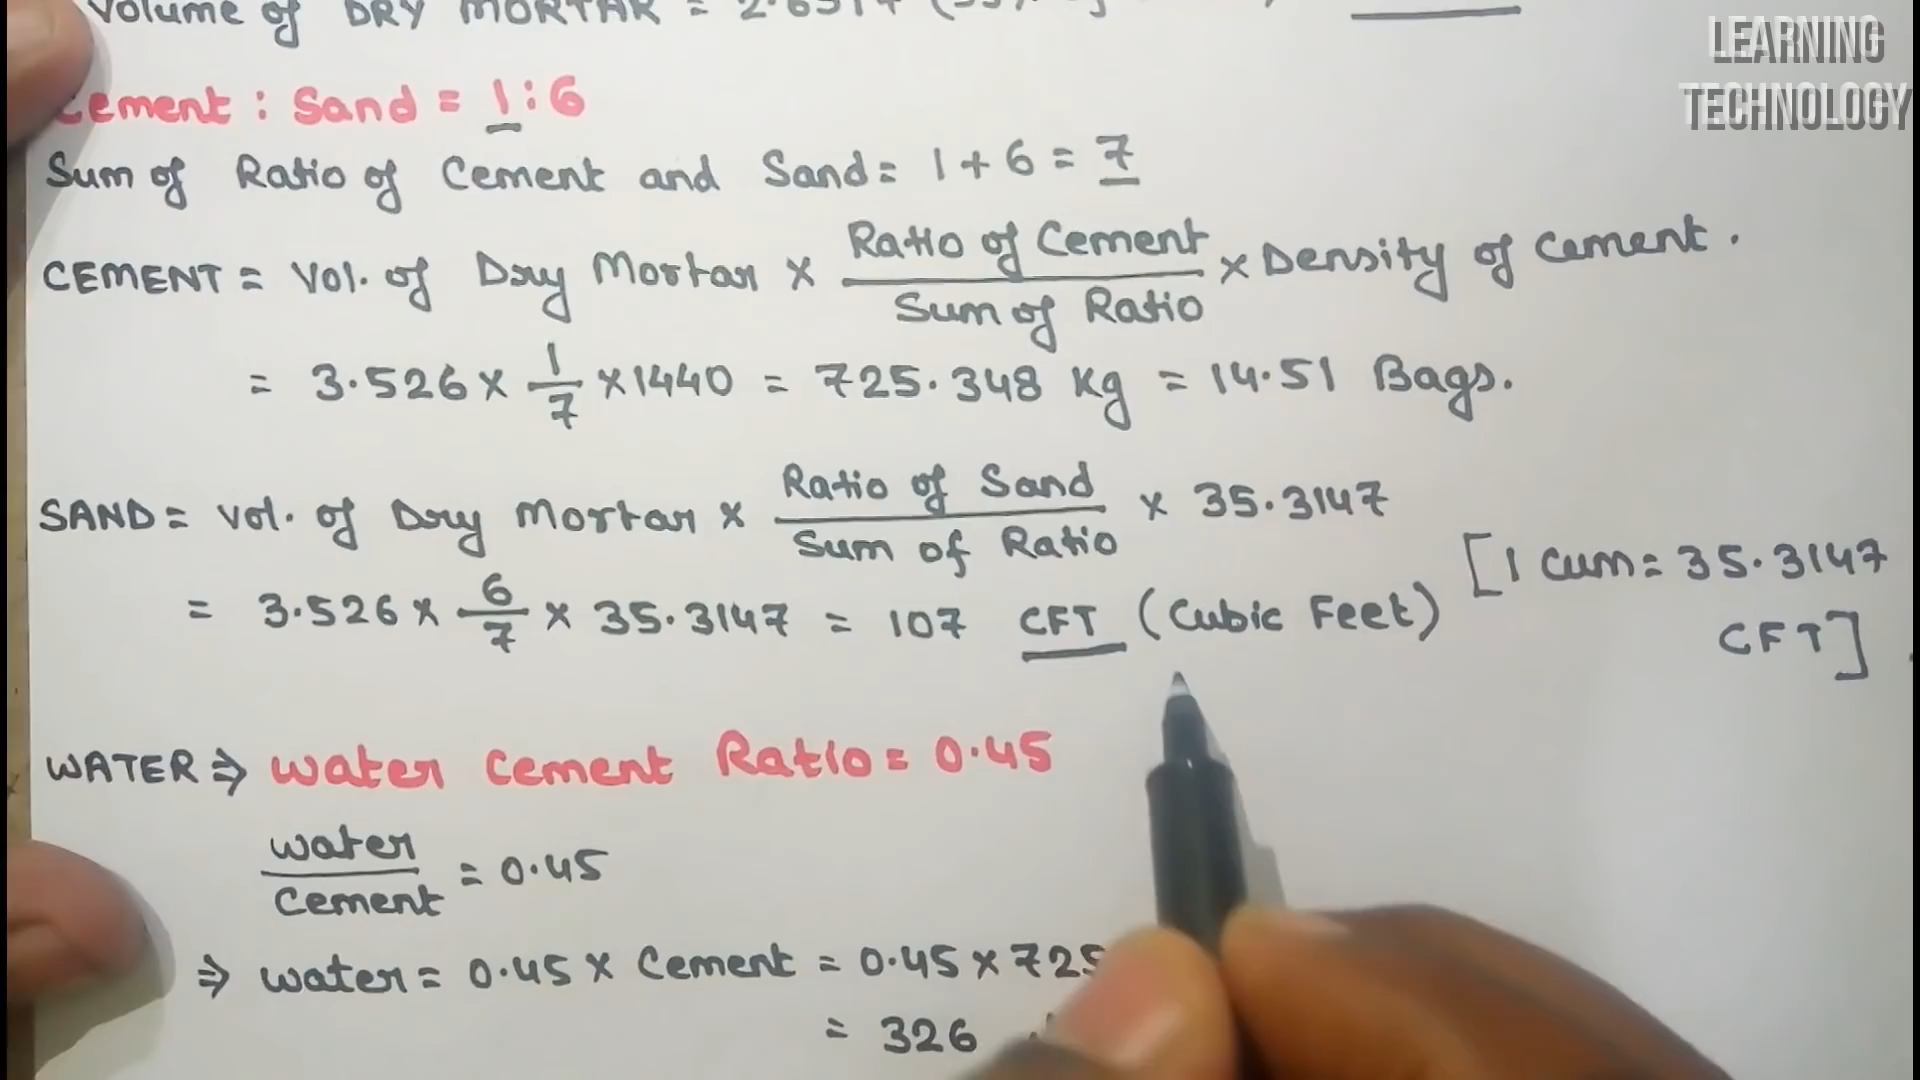 Volume of DRY MORTAR =
Cement : Sand = 1:6
Sum of Ratio of Cement and Sand = 1 + 6 = 7
CEMENT = Vol. of Dry Mortar × Ratio of Cement / Sum of Ratio × Density of Cement.
= 3.526 × 1/7 × 1440 = 725.348 Kg = 14.51 Bags.
SAND = Vol. of Dry Mortar × Ratio of Sand / Sum of Ratio × 35.3147
= 3.526 × 6/7 × 35.3147 = 107 CFT (Cubic Feet)
[1 cum = 35.3147
CFT]
WATER ⇒ Water Cement Ratio = 0.45
Water / Cement = 0.45
⇒ Water = 0.45 × Cement = 0.45 × 725
= 326
LEARNING
TECHNOLOGY